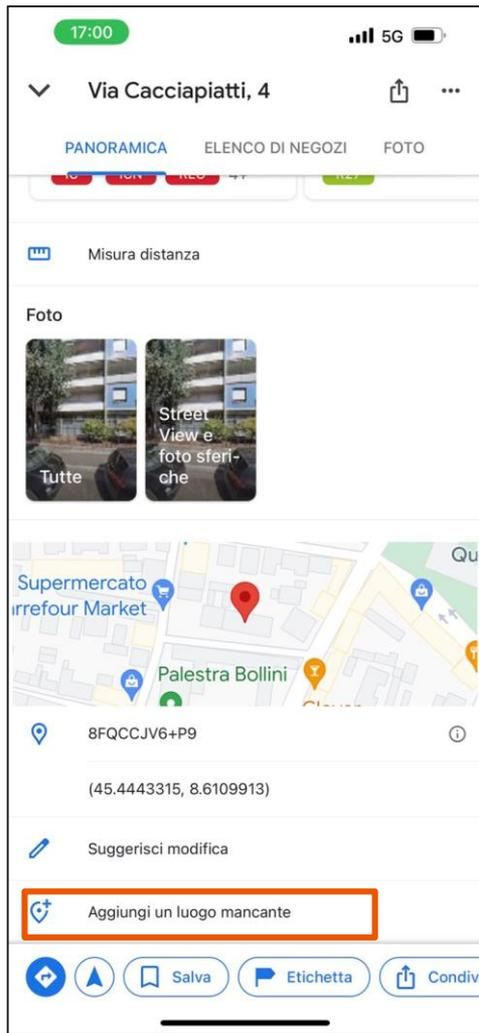 17:00
5G
Via Cacciapiatti, 4
PANORAMICA ELENCO DI NEGOZI FOTO
Misura distanza
Foto
Tutte
Street
View e
foto sferi-
che
Qu
Supermercato
rrefour Market
Palestra Bollini
8FQCCJV6+P9
(45.4443315, 8.6109913)
Suggerisci modifica
Aggiungi un luogo mancante
Salva Etichetta Condiv